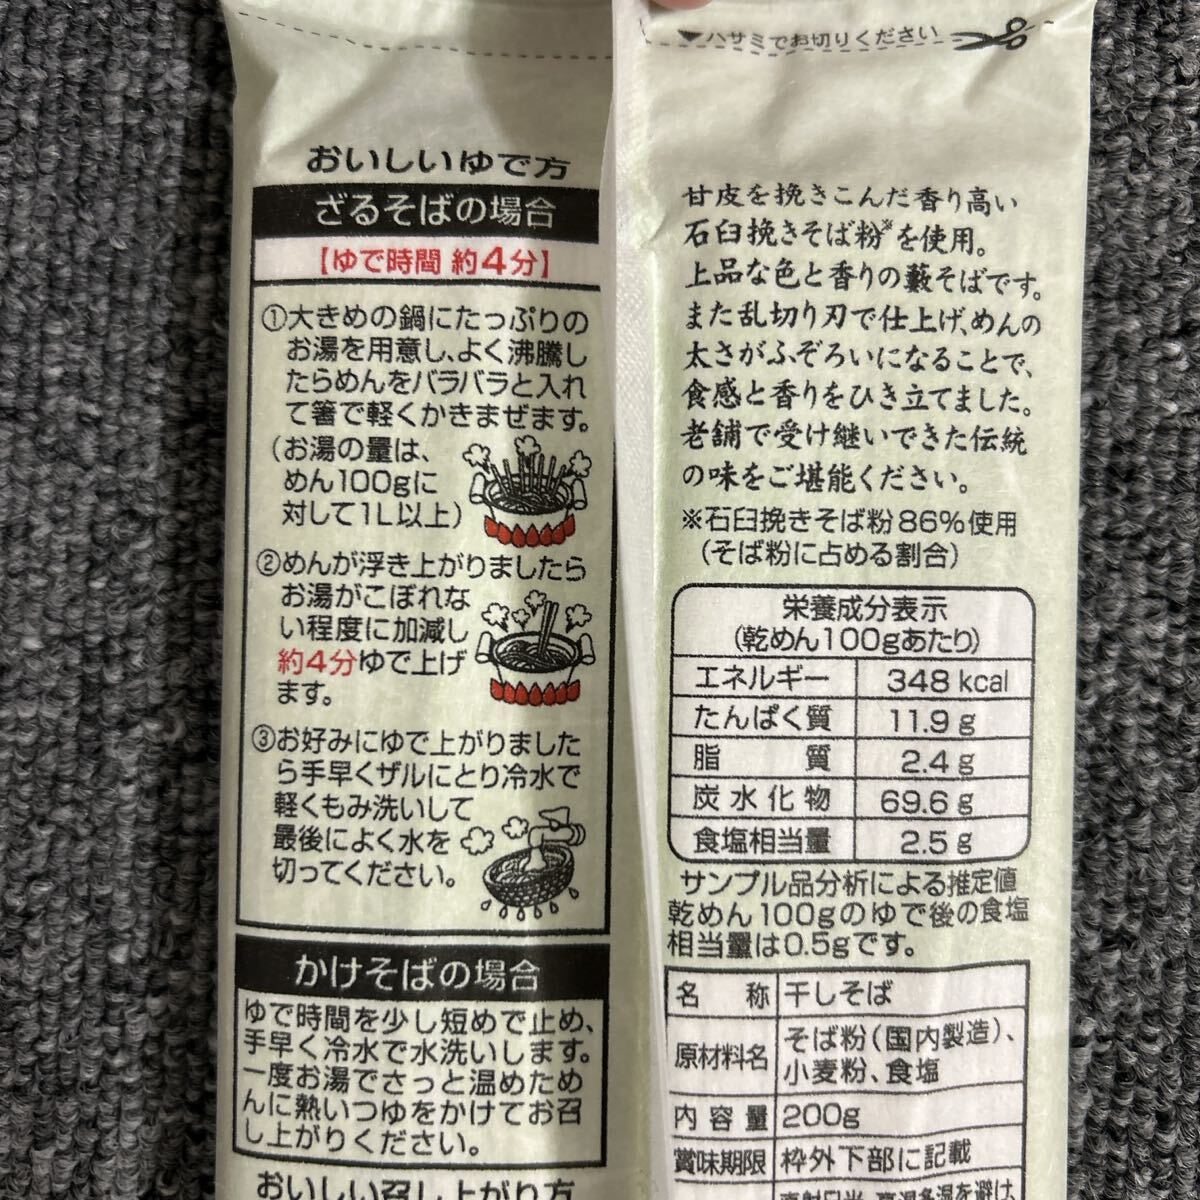 おいしいゆで方
ざるそばの場合
【ゆで時間 約4分】
①大きめの鍋にたっぷりの
お湯を用意し、よく沸騰し
たらめんをバラバラと入れ
て箸で軽くかきまぜます。
(お湯の量は、
めん100gに
対して1L以上)
②めんが浮き上がりましたら
お湯がこぼれな
い程度に加減し
約4分ゆで上げ
ます。
③お好みにゆで上がりました
ら手早くザルにとり冷水で
軽くもみ洗いして
最後によく水を
切ってください。
かけそばの場合
ゆで時間を少し短めで止め、
手早く冷水で水洗いします。
一度お湯でさっと温めため
んに熱いつゆをかけてお召
し上がりください。
おいしい召し上がり方
▼ハサミでお切りください
甘皮を挽きこんだ香り高い
石臼挽きそば粉※を使用。
上品な色と香りの藪そばです。
また乱切り刃で仕上げ、めんの
太さがふぞろいになることで、
食感と香りをひき立てました。
老舗で受け継いできた伝統
の味をご堪能ください。
※石臼挽きそば粉86%使用
(そば粉に占める割合)
栄養成分表示
(乾めん100gあたり)
エネルギー 348 kcal
たんぱく質 11.9 g
脂質 2.4 g
炭水化物 69.6 g
食塩相当量 2.5 g
サンプル品分析による推定値
乾めん100gのゆで後の食塩
相当量は0.5gです。
名称 干しそば
原材料名 そば粉(国内製造)、
小麦粉、食塩
内容量 200g
賞味期限 枠外下部に記載
直射日光、高温多湿を避け